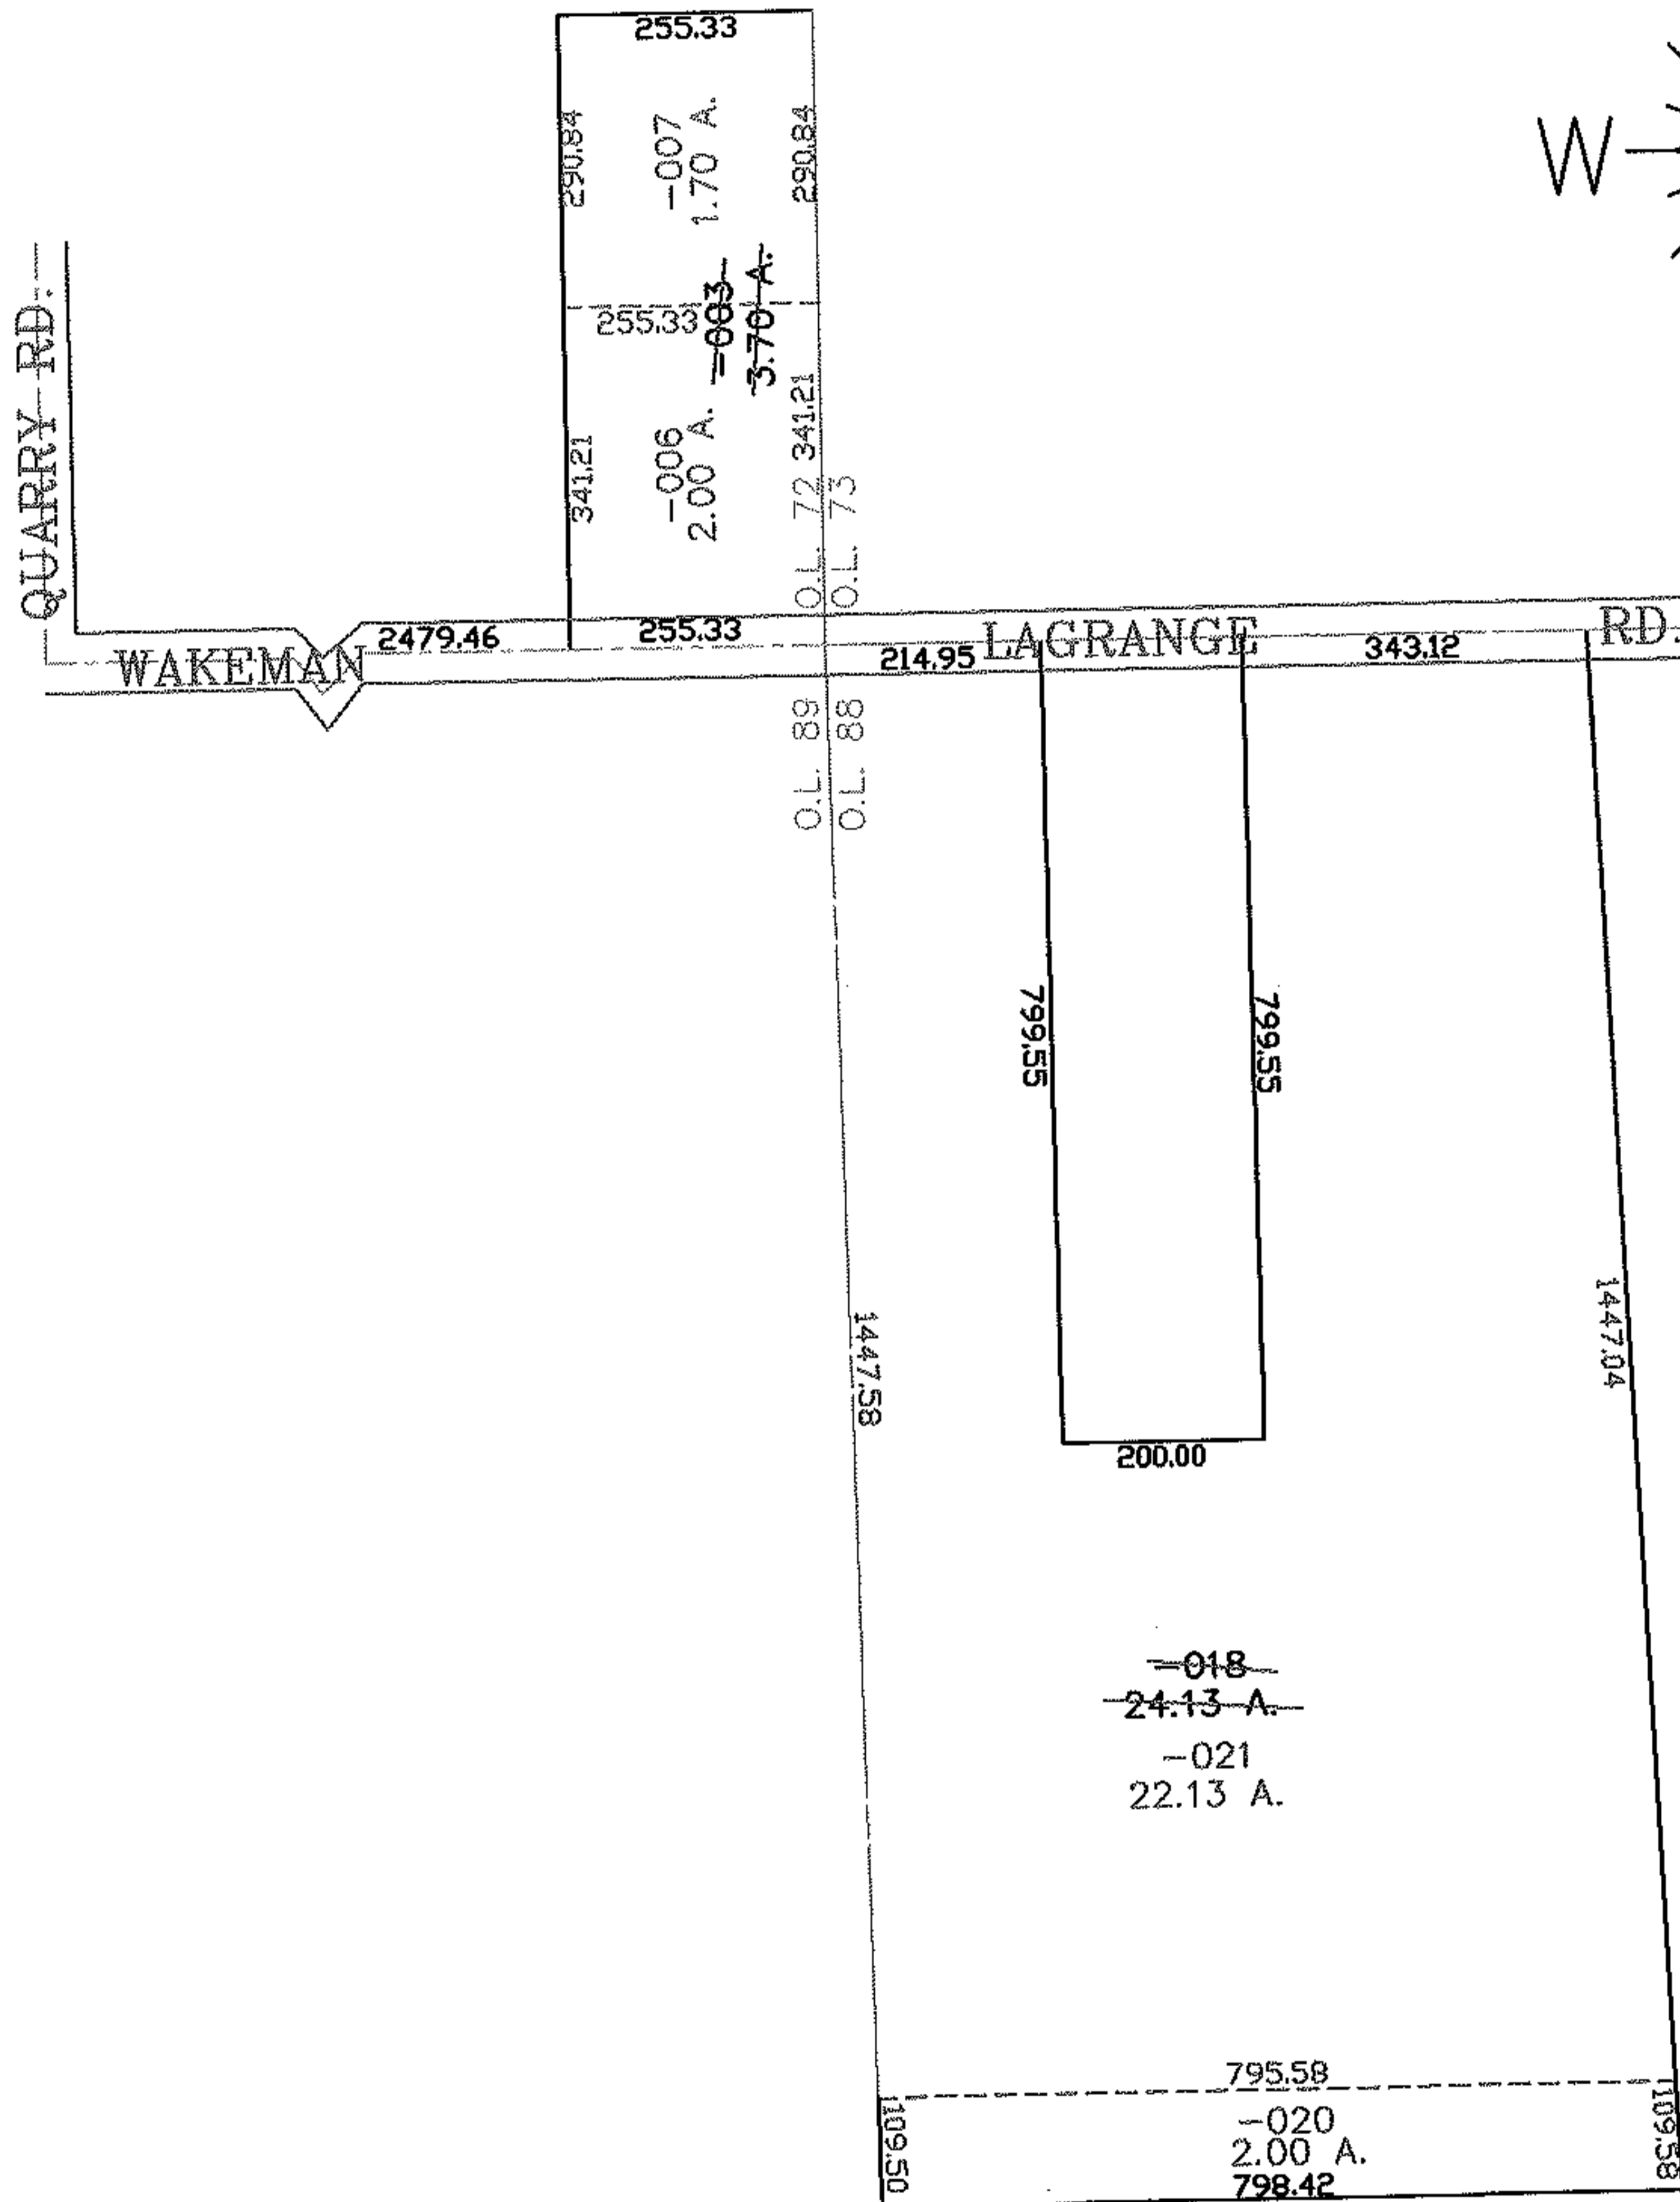 255.33
W
290.84
-007
1.70 A.
290.84
QUARRY RD.
255.33
-003
3.70 A.
341.21
-006
2.00 A.
341.21
O.L. 72
O.L. 73
WAKEMAN
2479.46
255.33
214.95
LAGRANGE
343.12
RD.
O.L. 89
O.L. 88
799.55
799.55
1447.58
1447.04
200.00
-018
24.13 A.
-021
22.13 A.
795.58
109.50
-020
2.00 A.
109.58
798.42